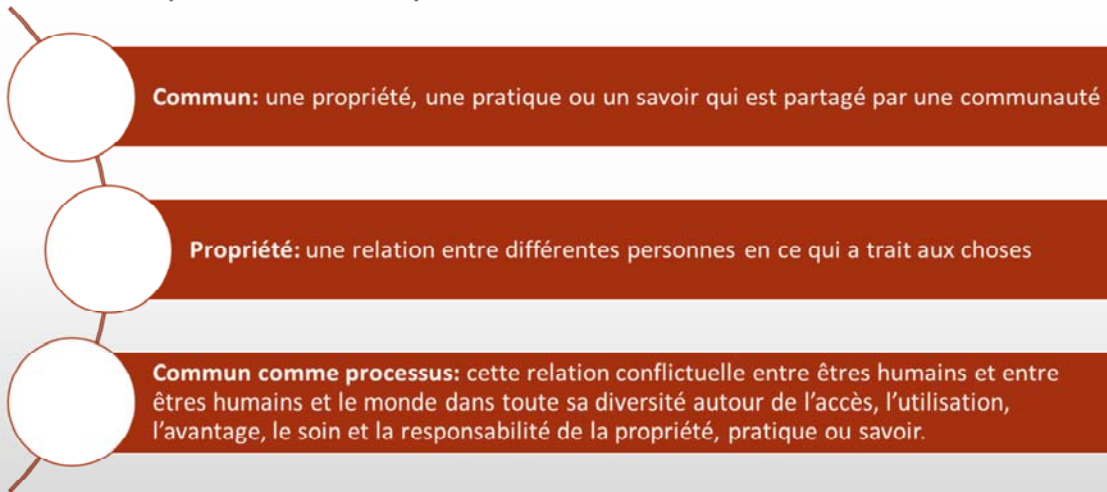 Commun: une propriété, une pratique ou un savoir qui est partagé par une communauté
Propriété: une relation entre différentes personnes en ce qui a trait aux choses
Commun comme processus: cette relation conflictuelle entre êtres humains et entre
êtres humains et le monde dans toute sa diversité autour de l'accès, l'utilisation,
l'avantage, le soin et la responsabilité de la propriété, pratique ou savoir.